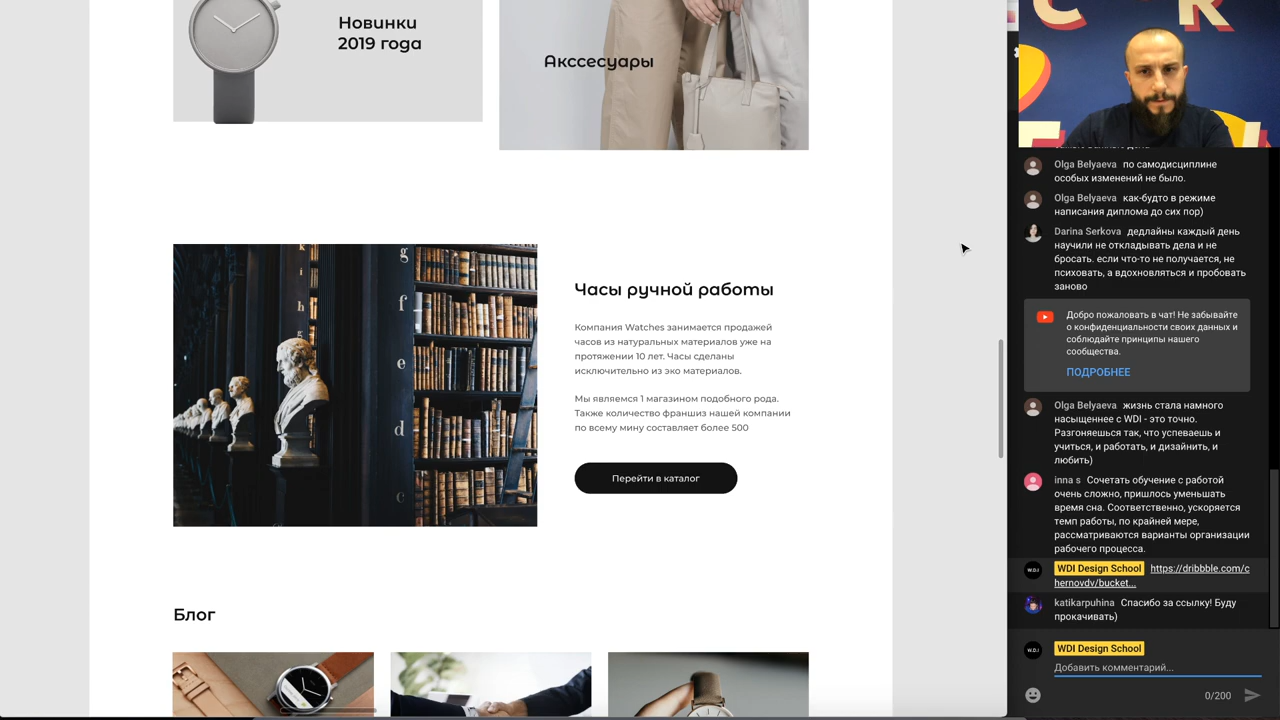 Новинки
2019 года
Акссесуары
g
f
e
d
c
k
i
h
g
Часы ручной работы
Компания Watches занимается продажей
часов из натуральных материалов уже на
протяжении 10 лет. Часы сделаны
исключительно из эко материалов.
Мы являемся 1 магазином подобного рода.
Также количество франшиз нашей компании
по всему мину составляет более 500
Перейти в каталог
Блог
Olga Belyaeva по самодисциплине
особых изменений не было.
Olga Belyaeva как-будто в режиме
написания диплома до сих пор)
Darina Serkova дедлайны каждый день
научили не откладывать дела и не
бросать. если что-то не получается, не
психовать, а вдохновляться и пробовать
заново
Добро пожаловать в чат! Не забывайте
о конфиденциальности своих данных и
соблюдайте принципы нашего
сообщества.
ПОДРОБНЕЕ
Olga Belyaeva жизнь стала намного
насыщеннее с WDI - это точно.
Разгоняешься так, что успеваешь и
учиться, и работать, и дизайнить, и
любить)
inna s Сочетать обучение с работой
очень сложно, пришлось уменьшать
время сна. Соответственно, ускоряется
темп работы, по крайней мере,
рассматриваются варианты организации
рабочего процесса.
W.D.I
WDI Design School https://dribbble.com/c
hernovdv/bucket...
katikarpuhina Спасибо за ссылку! Буду
прокачивать)
W.D.I
WDI Design School
Добавить комментарий...
0/200